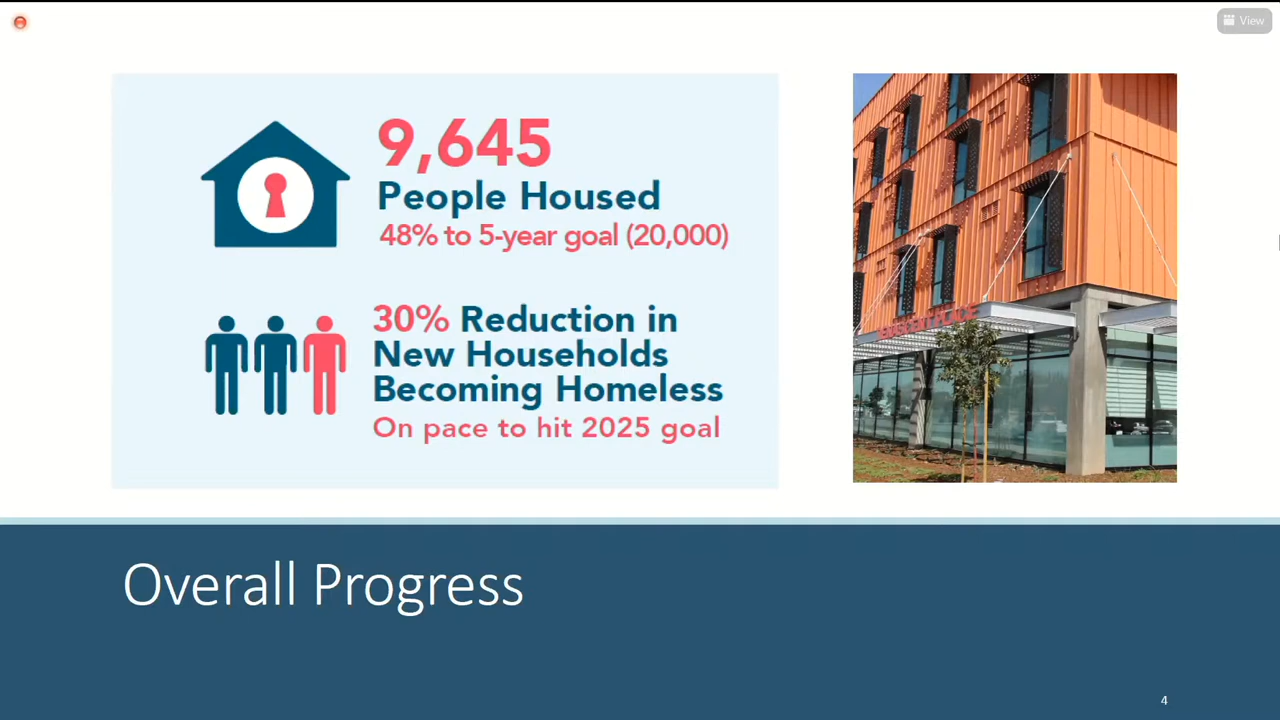 View
9,645
People Housed
48% to 5-year goal (20,000)
30% Reduction in
New Households
Becoming Homeless
On pace to hit 2025 goal
PLACE
Overall Progress
4